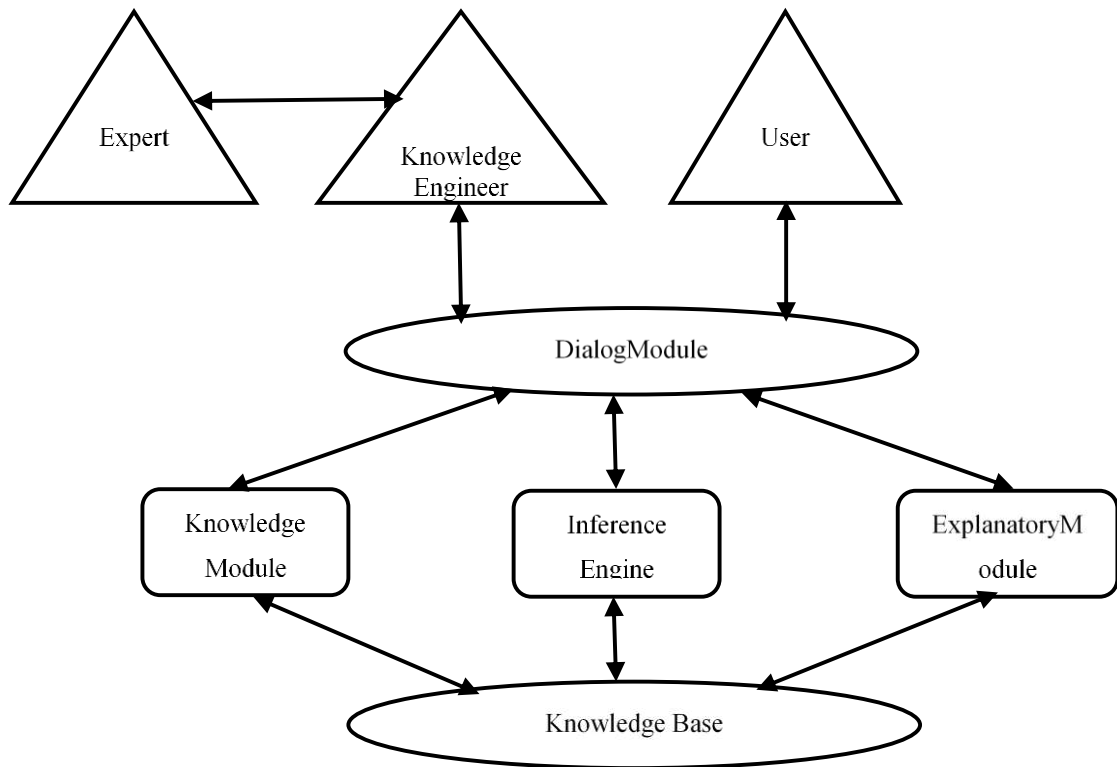 Expert
Knowledge
Engineer
User
DialogModule
Knowledge
Module
Inference
Engine
ExplanatoryM
odule
Knowledge Base